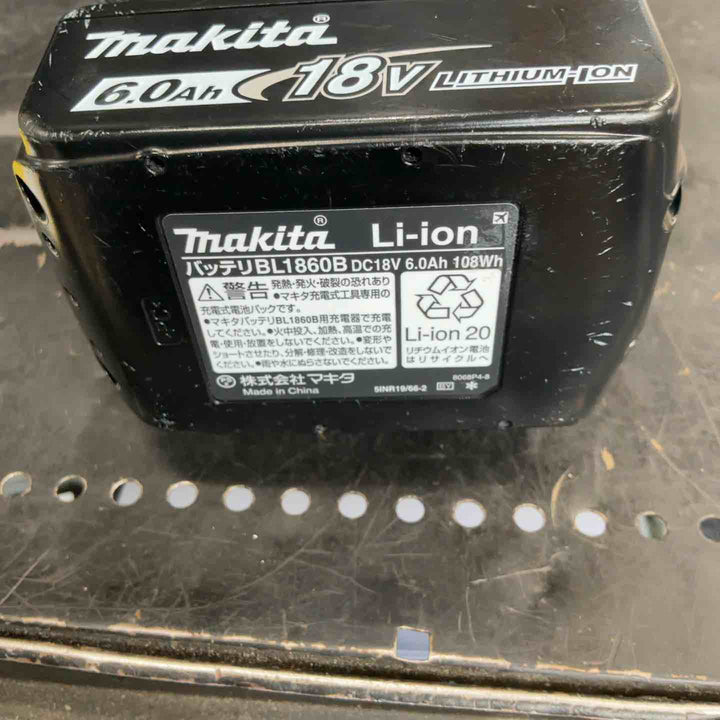 makita®
6.0Ah 18V LITHIUM-ION
makita® Li-ion
バッテリBL1860B DC18V 6.0Ah 108Wh
⚠警告 発熱・発火・破裂の恐れあり
●マキタ充電式工具専用の
充電式電池パックです。
●マキタバッテリBL1860B用充電器で充電
してください。●火中投入、加熱、高温での充
電・使用・放置をしないでください。●変形や
ショートさせたり、分解・修理・改造をしないで
ください。●雨や水にぬらさないでください。
株式会社マキタ
Made in China
Li-ion 20
リチウムイオン電池
はリサイクルへ
8068P4-8
5INR19/66-2